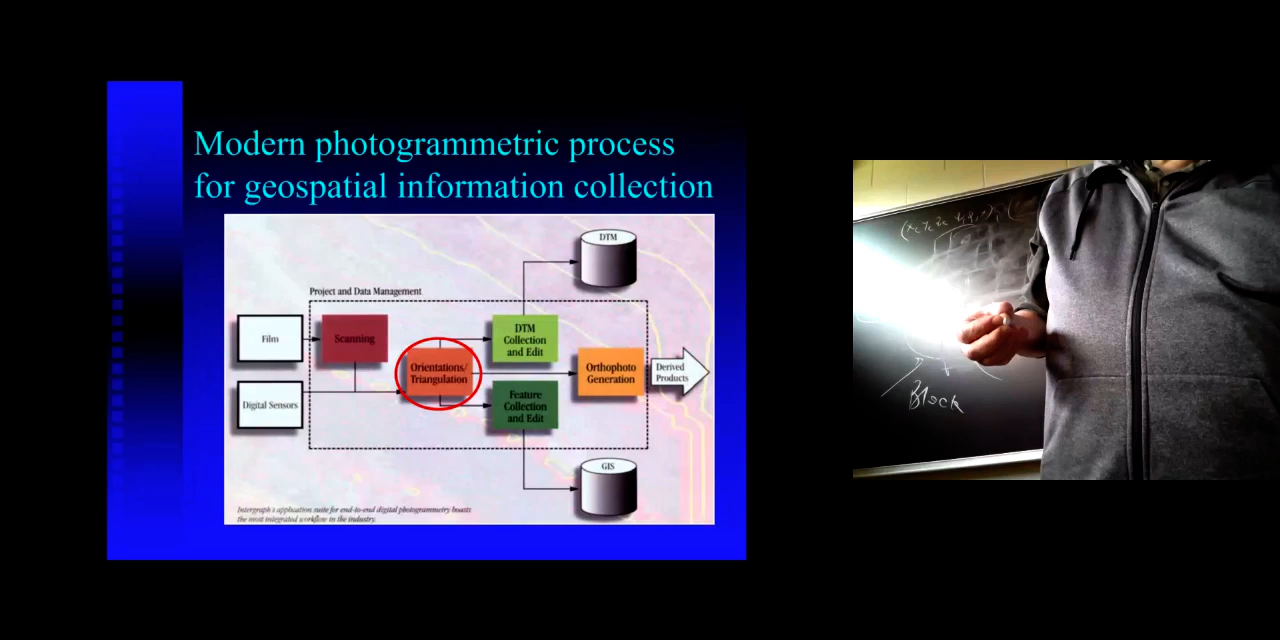 Modern photogrammetric process
for geospatial information collection
DTM
Project and Data Management
Film
Scanning
DTM
Collection
and Edit
Orientations/
Triangulation
Orthophoto
Generation
Derived
Products
Digital Sensors
Feature
Collection
and Edit
GIS
Intergraph's application suite for end-to-end digital photogrammetry boasts
the most integrated workflow in the industry.
Block